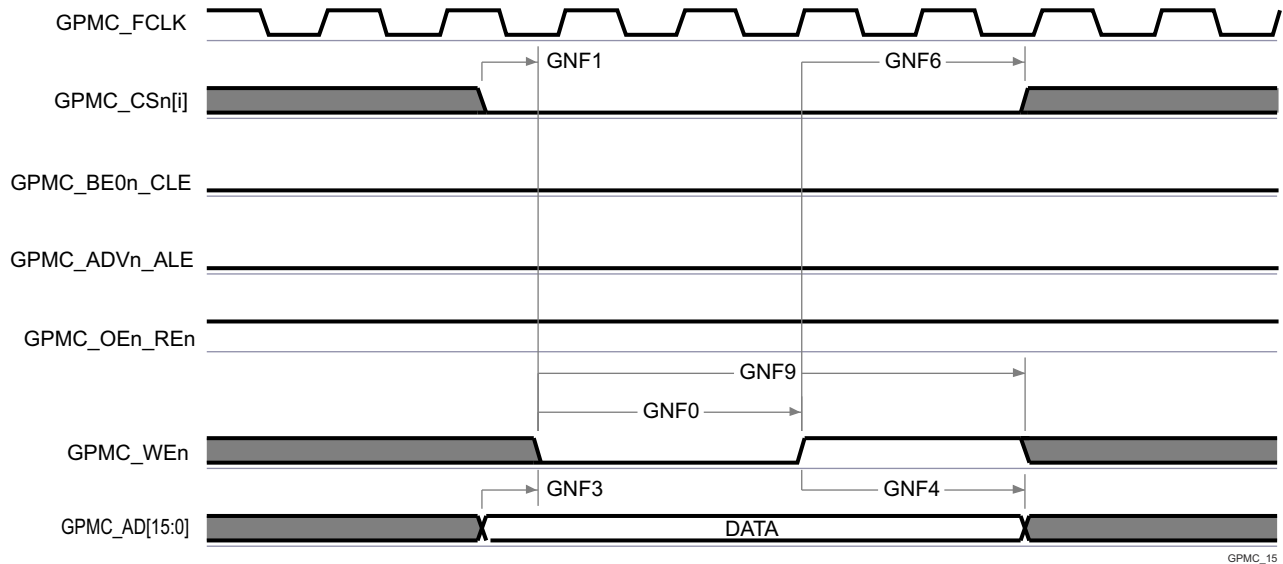 GPMC_FCLK
GNF1
GNF6
GPMC_CSn[i]
GPMC_BE0n_CLE
GPMC_ADVn_ALE
GPMC_OEn_REn
GNF9
GNF0
GPMC_WEn
GNF3
GNF4
GPMC_AD[15:0]
DATA
GPMC_15